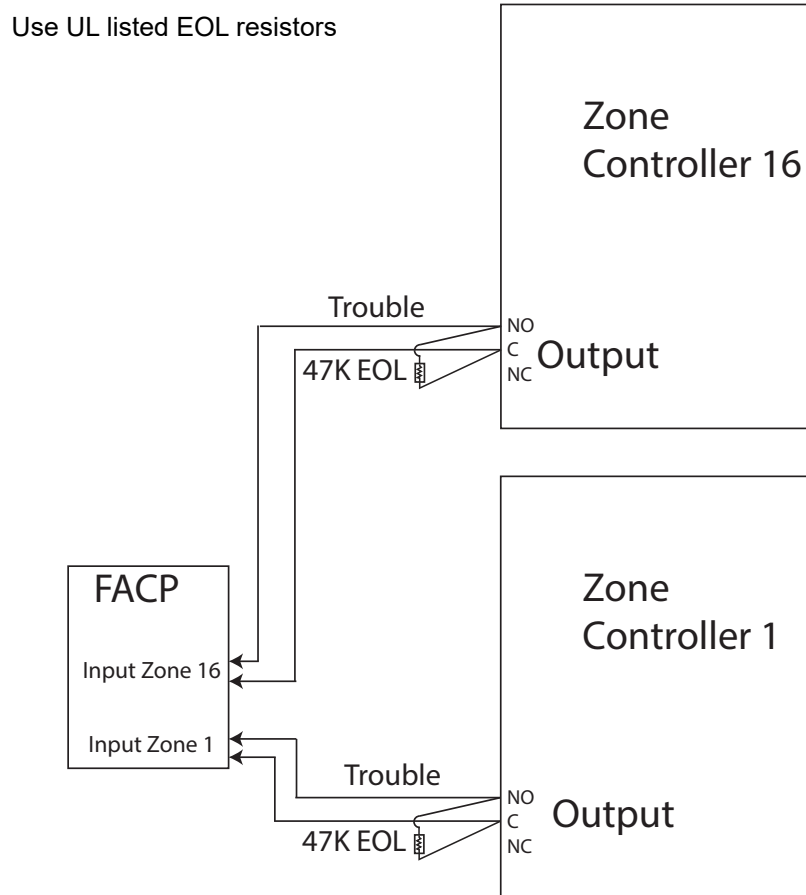 Use UL listed EOL resistors
Zone
Controller 16
Trouble
NO
C
Output
47K EOL
NC
FACP
Zone
Controller 1
Input Zone 16
Input Zone 1
Trouble
NO
C
Output
47K EOL
NC